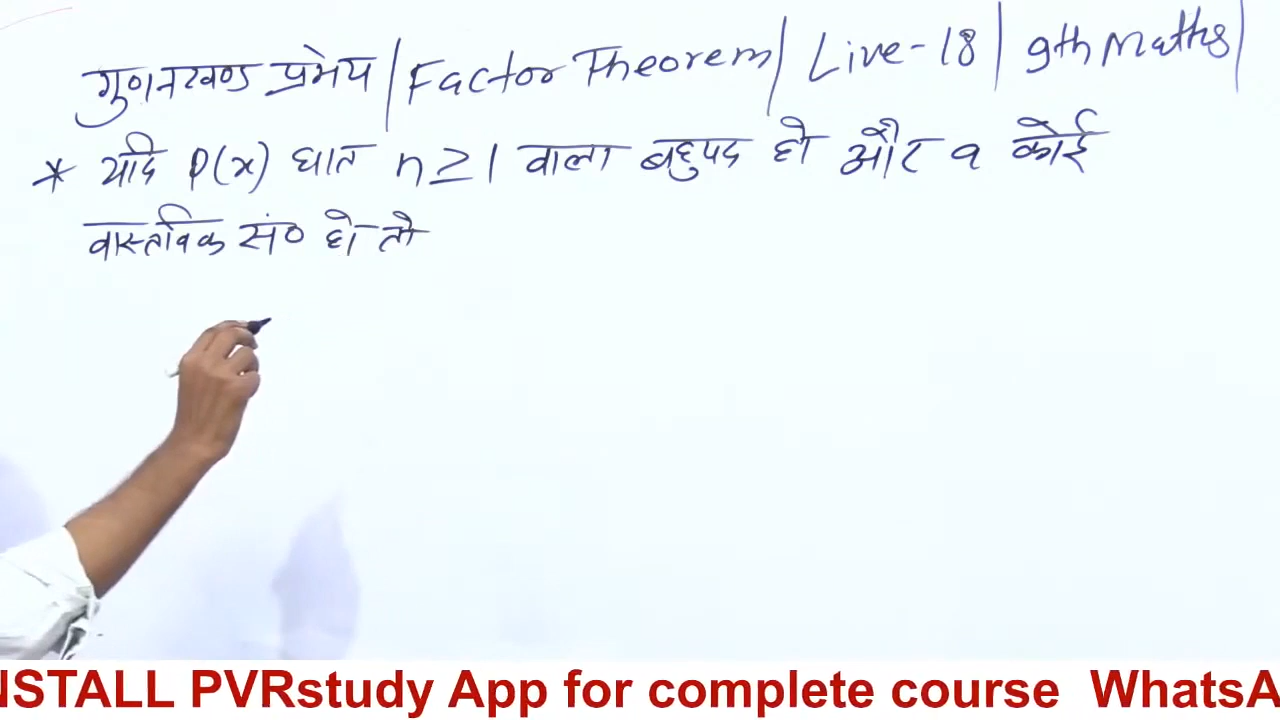 गुणनखण्ड प्रमेय | Factor Theorem | Live-18 | 9th Maths |
* यदि P(x) घात n ≥ 1 वाला बहुपद हो और a कोई
वास्तविक सं० हो तो
NSTALL PVRstudy App for complete course WhatsA